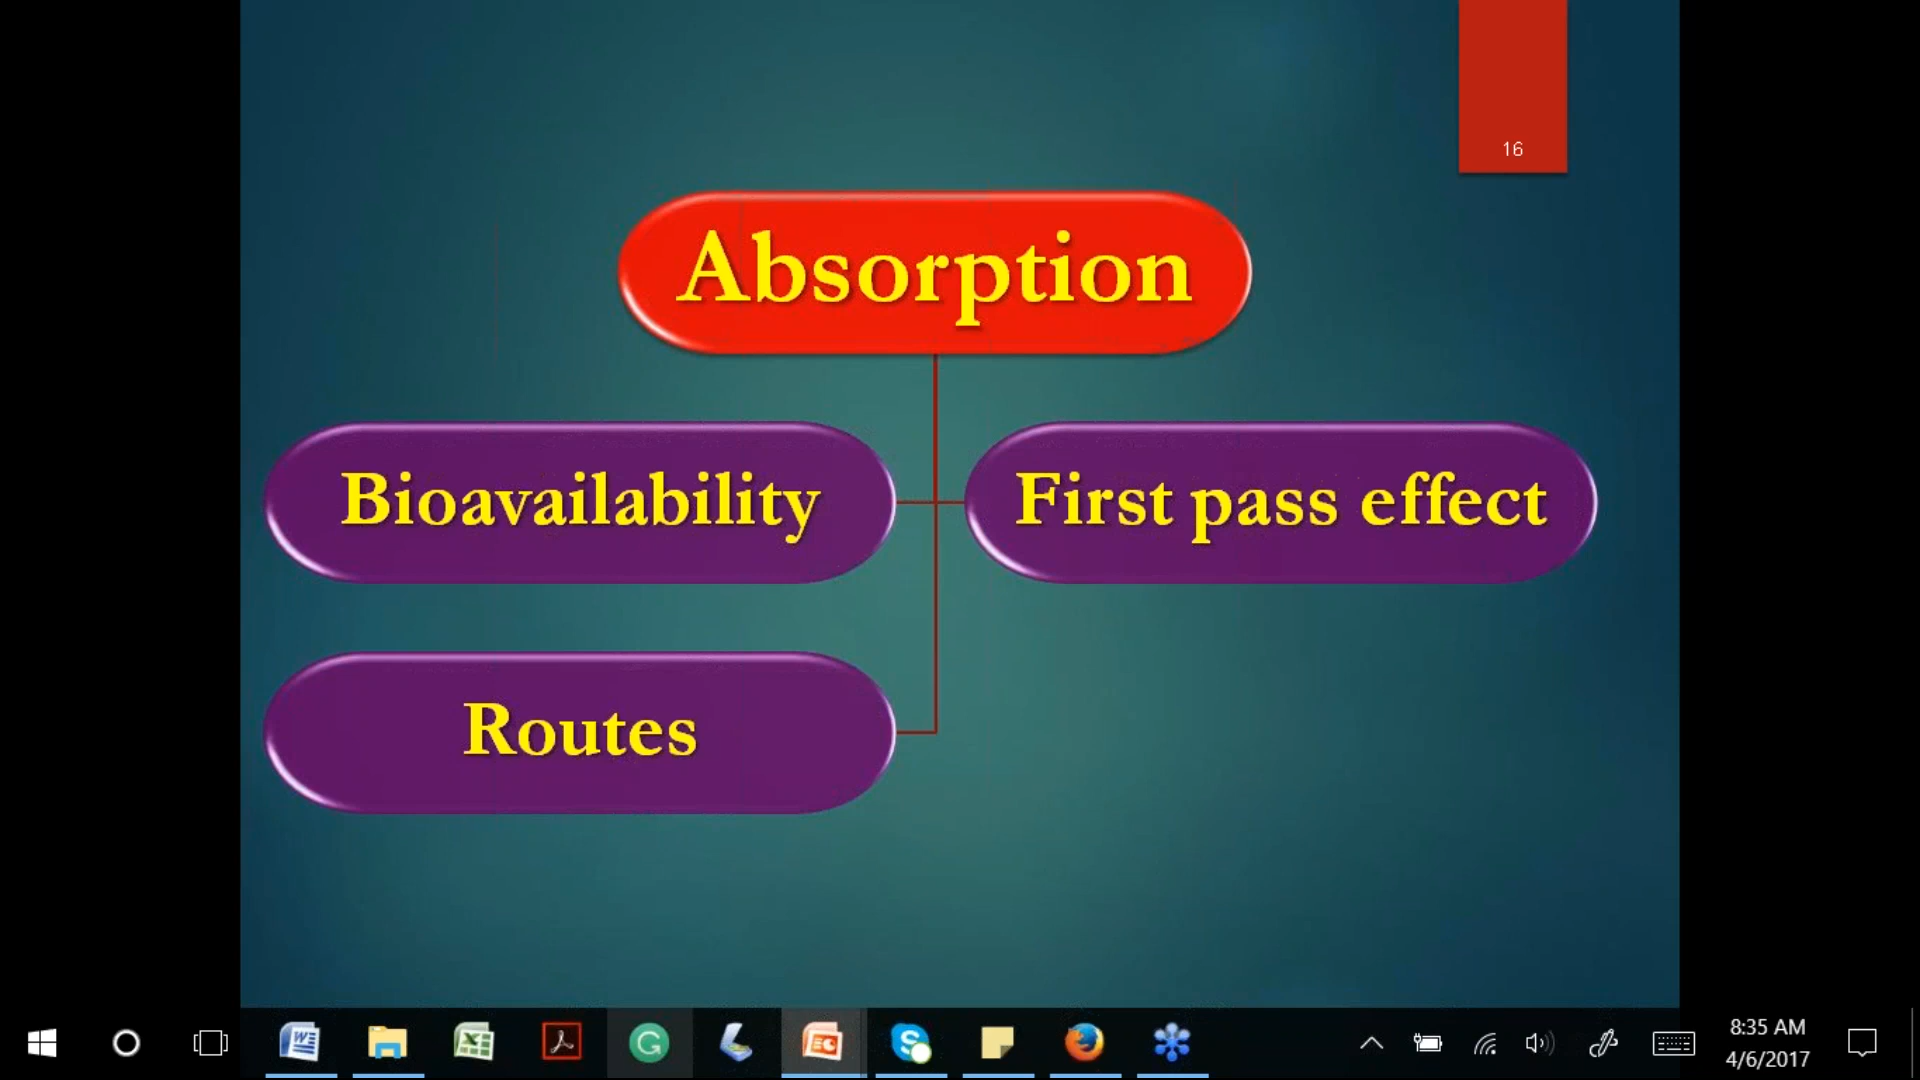 16
Absorption
Bioavailability
First pass effect
Routes
8:35 AM
4/6/2017